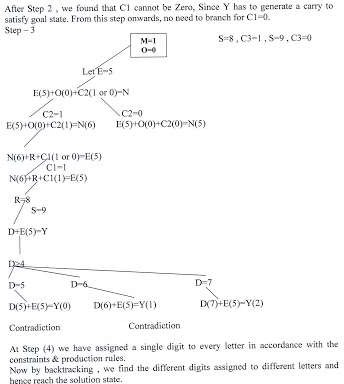 After Step 2 , we found that C1 cannot be Zero, Since Y has to generate a carry to
satisfy goal state. From this step onwards, no need to branch for C1=0.
Step – 3
M=1
O=0
S=8 , C3=1 , S=9 , C3=0
Let E=5
E(5)+O(0)+C2(1 or 0)=N
C2=1 C2=0
E(5)+O(0)+C2(1)=N(6) E(5)+O(0)+C2(0)=N(5)
N(6)+R+C1(1 or 0)=E(5)
C1=1
N(6)+R+C1(1)=E(5)
R=8
S=9
D+E(5)=Y
D>4
D=5 D=6 D=7
D(5)+E(5)=Y(0) D(6)+E(5)=Y(1) D(7)+E(5)=Y(2)
Contradiction Contradiction
At Step (4) we have assigned a single digit to every letter in accordance with the
constraints & production rules.
Now by backtracking , we find the different digits assigned to different letters and
hence reach the solution state.